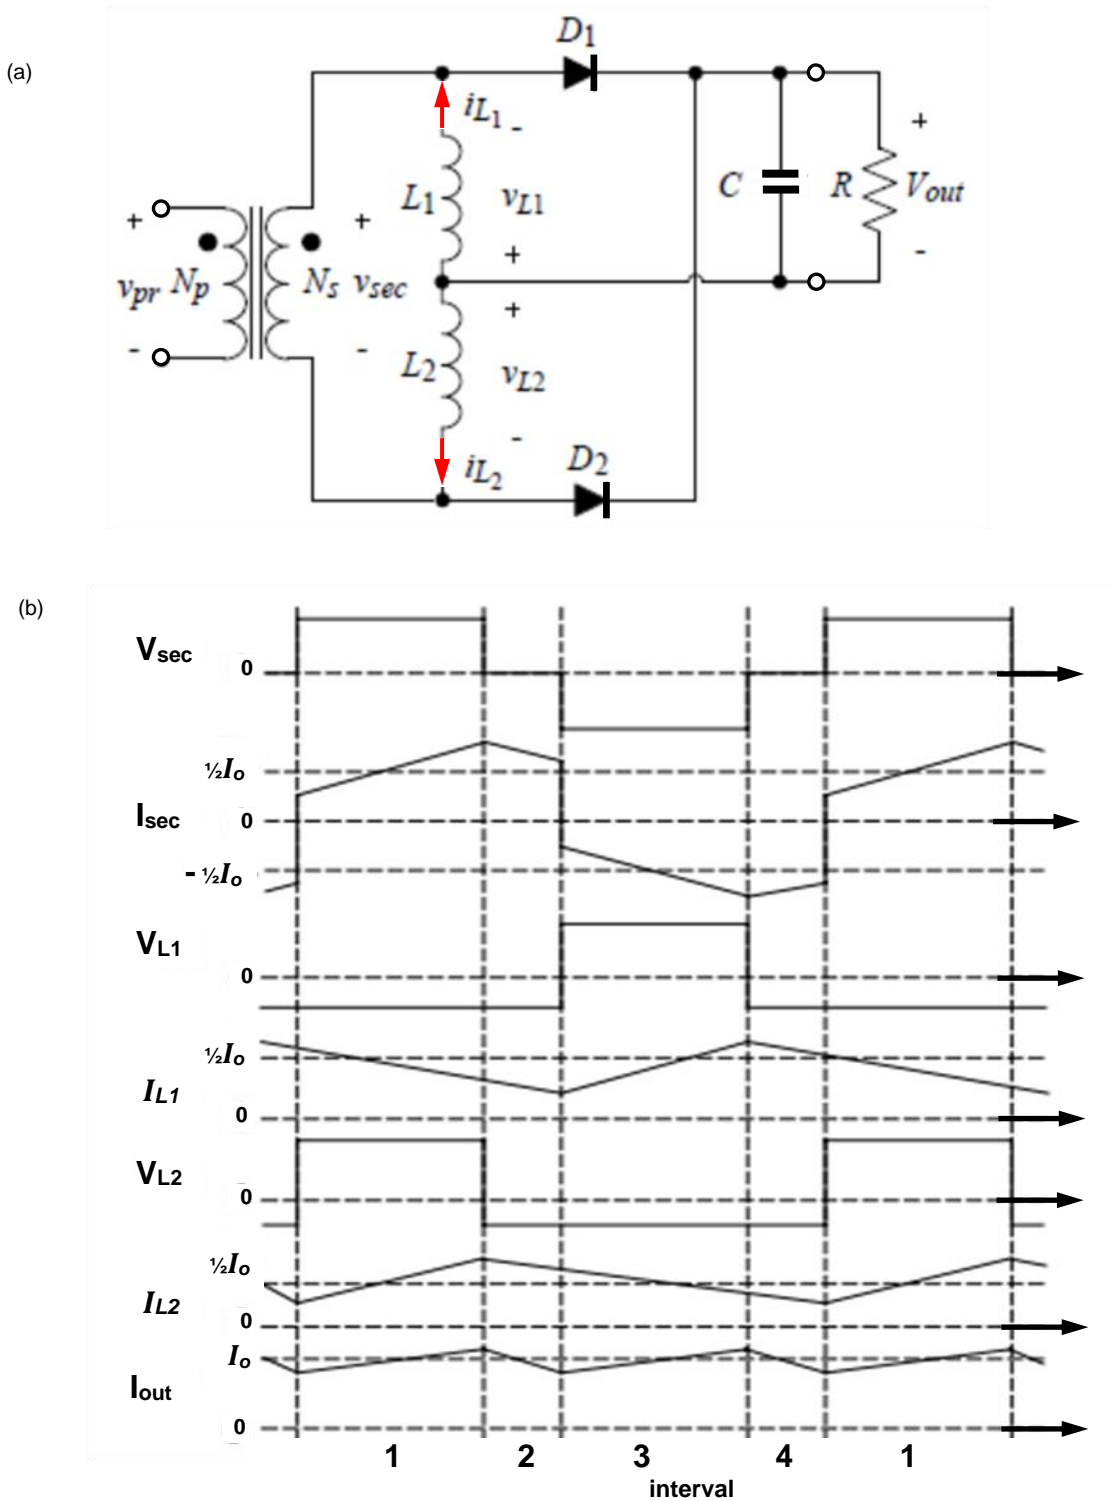 (a)
D1
iL1 -
+
L1 vL1
C R Vout
+ +
-
+
vpr Np Ns vsec
+
- -
L2 vL2
-
iL2 D2
(b)
Vsec 0
½Io
Isec 0
- ½Io
VL1 0
½Io
IL1 0
VL2 0
½Io
IL2 0
Io
Iout 0
1 2 3 4 1
interval